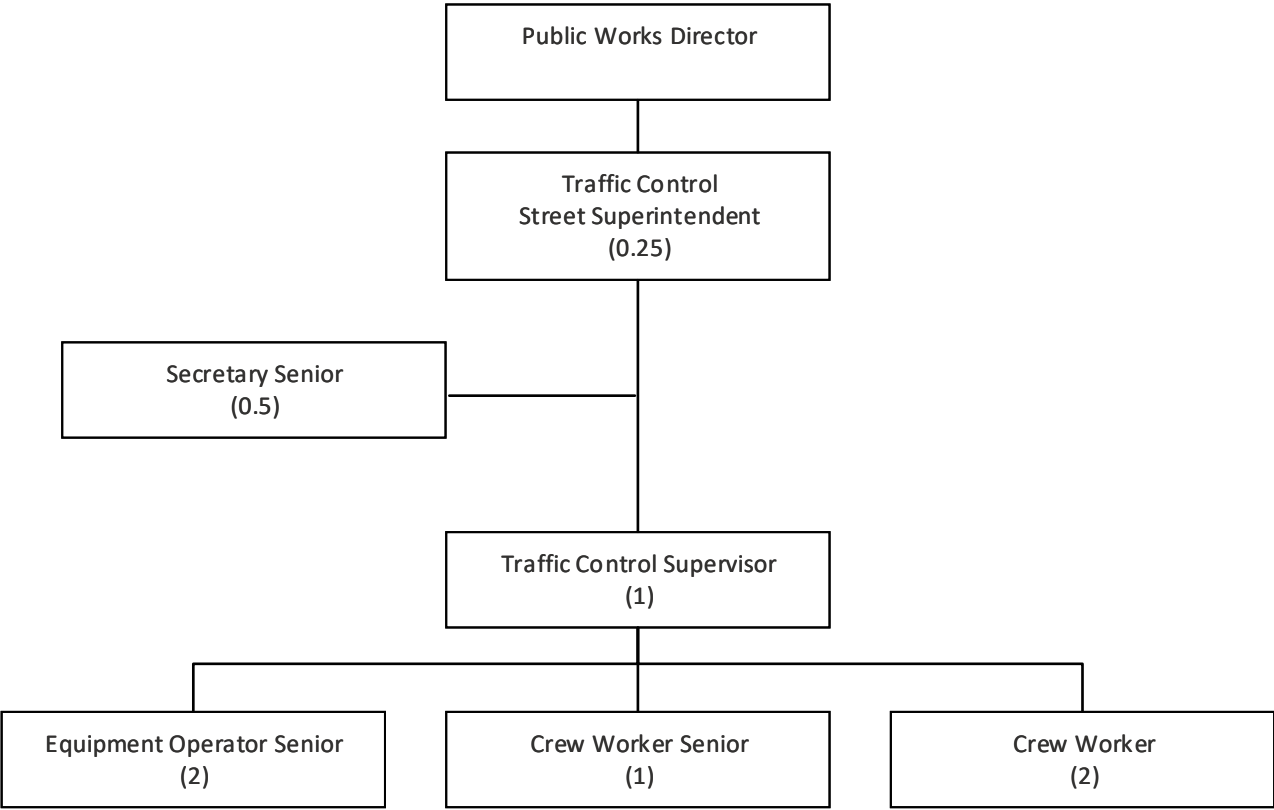 Public Works Director
Traffic Control
Street Superintendent
(0.25)
Secretary Senior
(0.5)
Traffic Control Supervisor
(1)
Equipment Operator Senior
(2)
Crew Worker Senior
(1)
Crew Worker
(2)